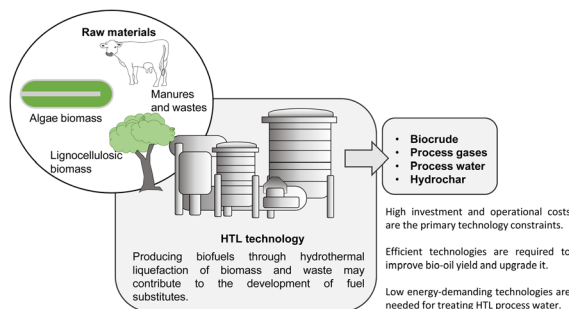 Raw materials
Manures
and wastes
Algae biomass
Lignocellulosic
biomass
HTL technology
Producing biofuels through hydrothermal
liquefaction of biomass and waste may
contribute to the development of fuel
substitutes.
• Biocrude
• Process gases
• Process water
• Hydrochar
High investment and operational costs
are the primary technology constraints.
Efficient technologies are required to
improve bio-oil yield and upgrade it.
Low energy-demanding technologies are
needed for treating HTL process water.